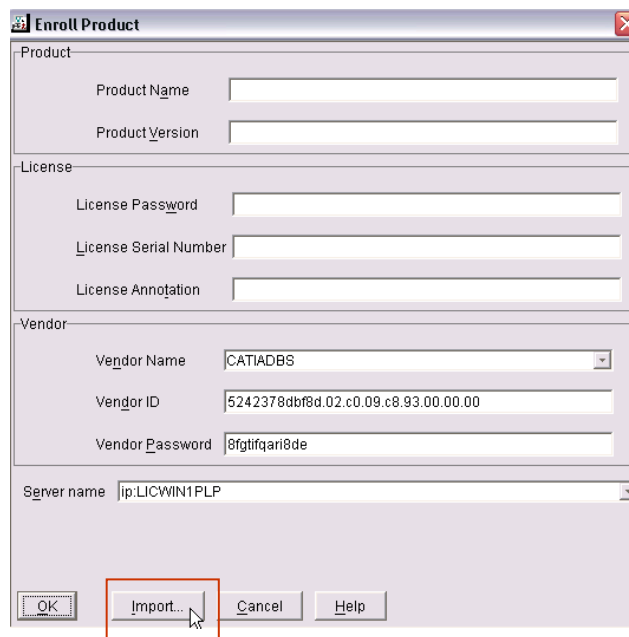 Enroll Product
Product
Product Name
Product Version
License
License Password
License Serial Number
License Annotation
Vendor
Vendor Name CATIADBS
Vendor ID 5242378dbf8d.02.c0.09.c8.93.00.00.00
Vendor Password 8fgtifqari8de
Server name ip:LICWIN1PLP
OK Import... Cancel Help